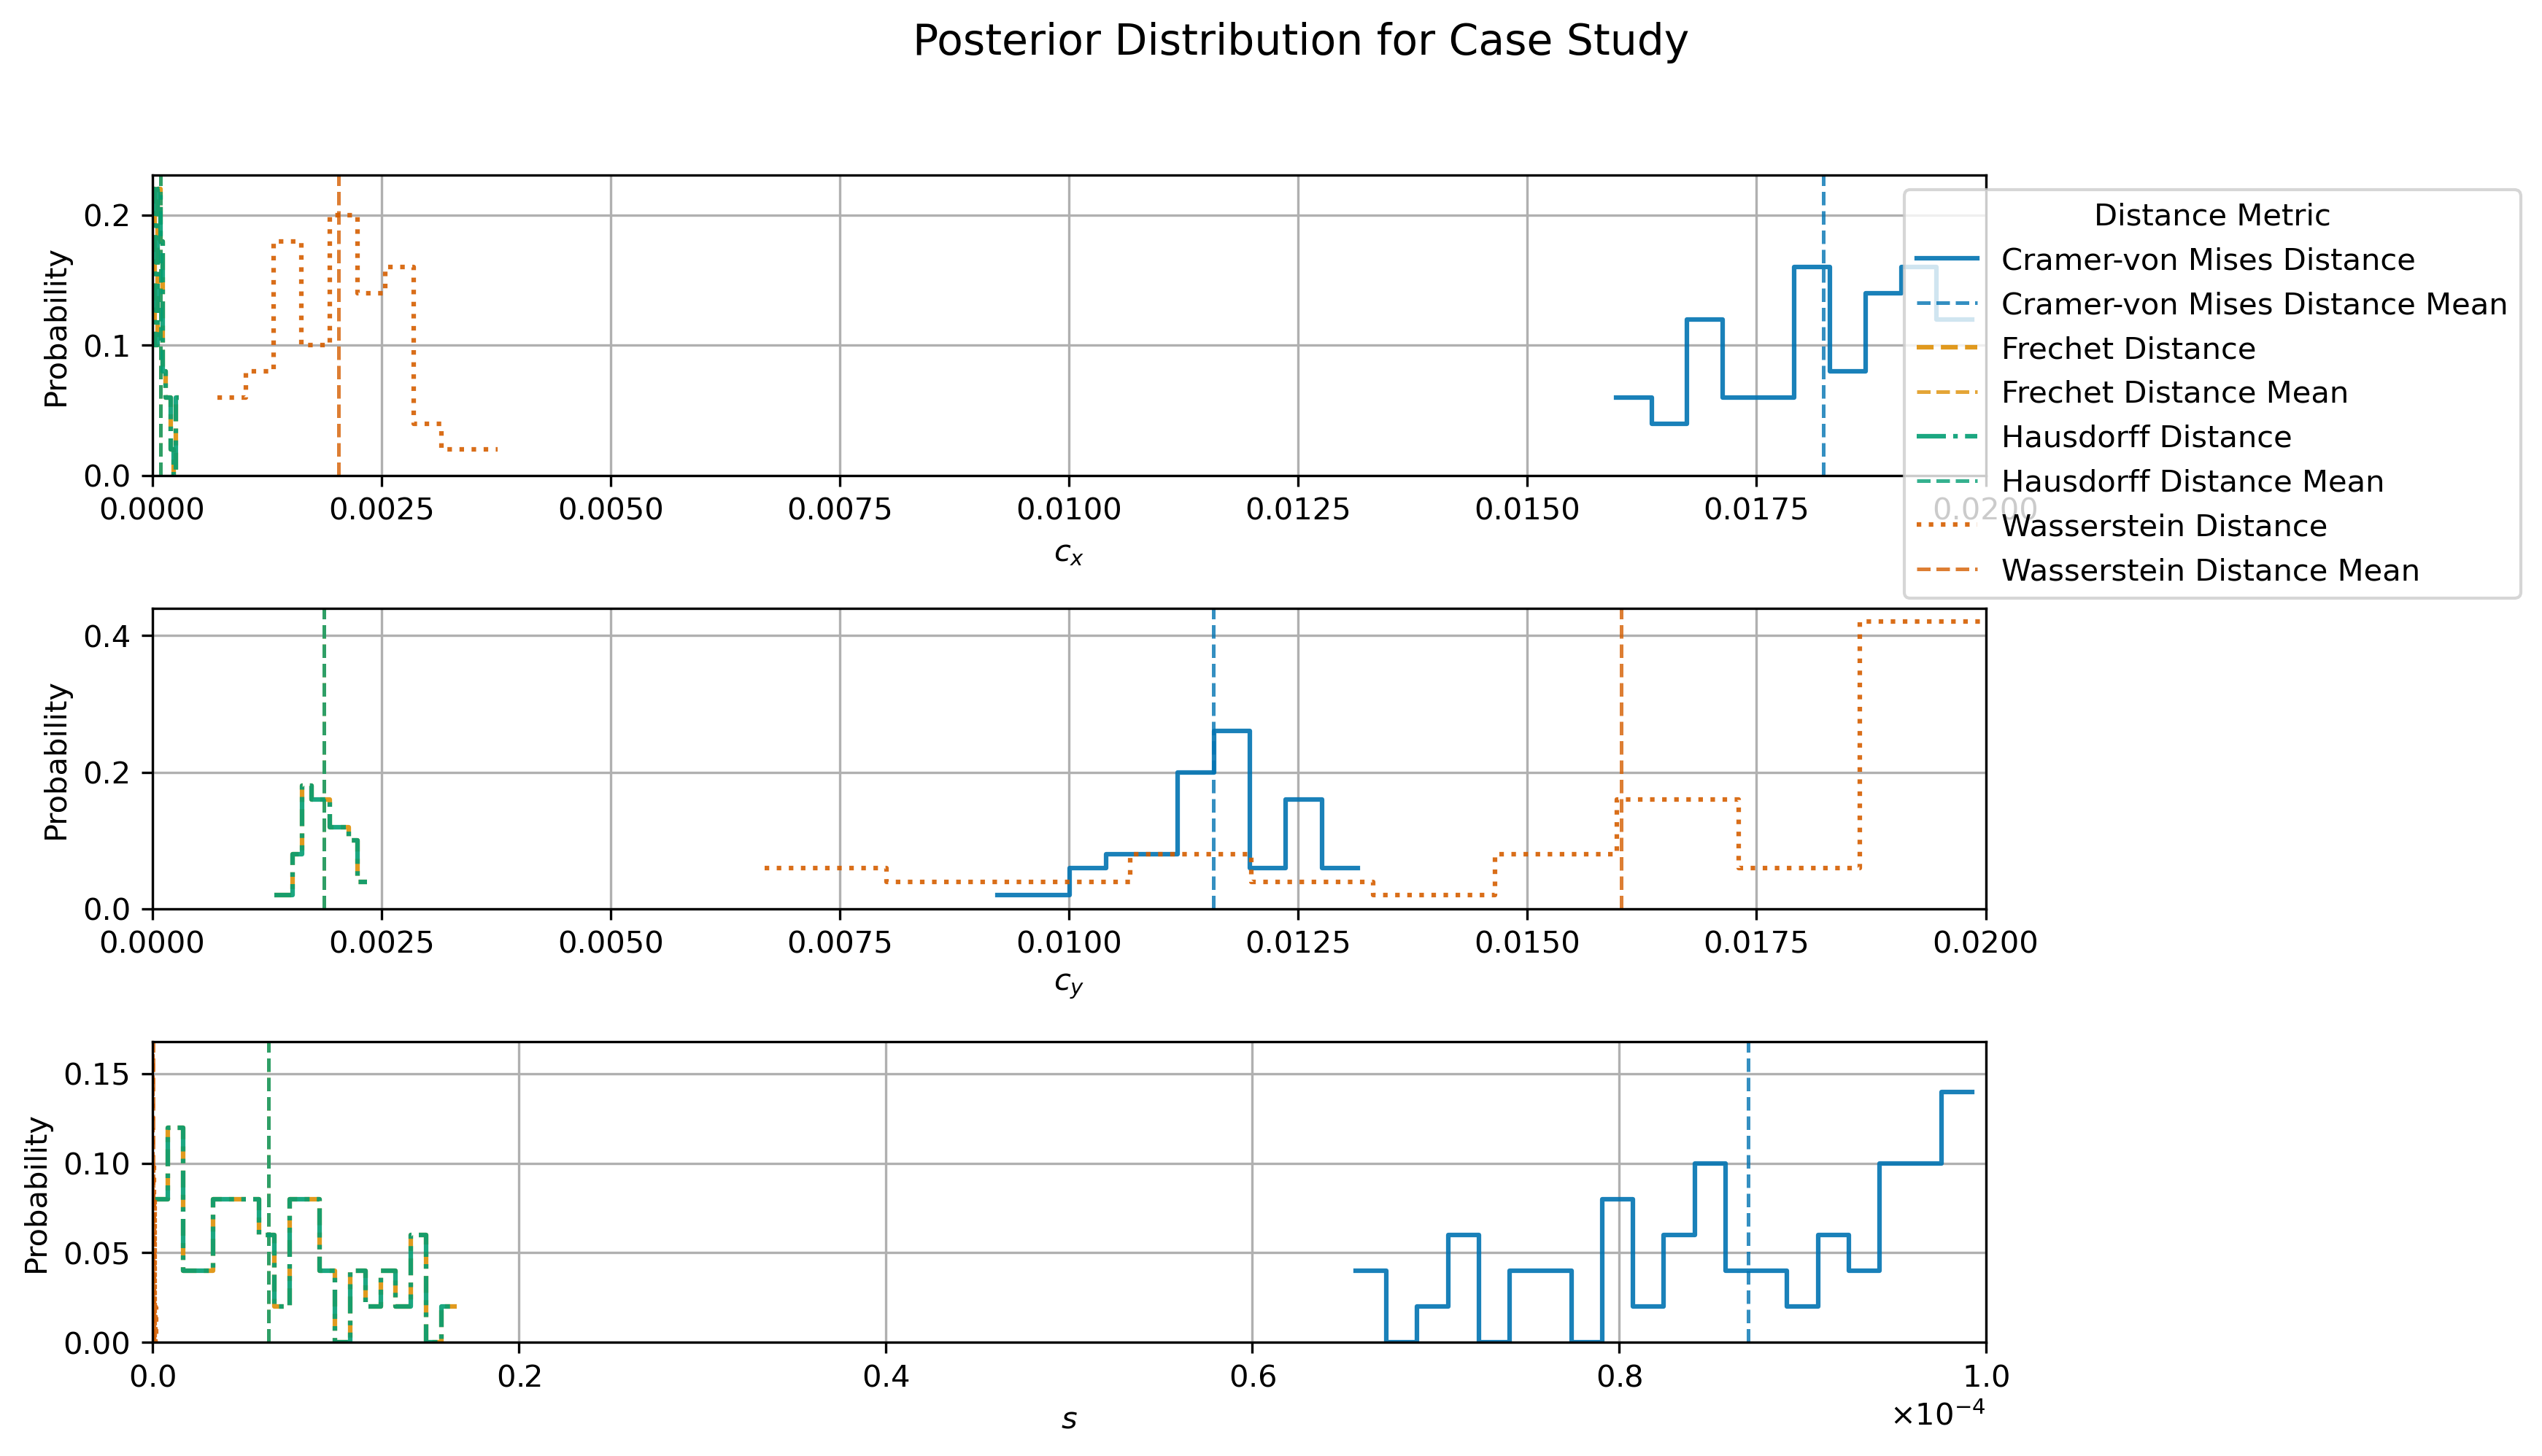 Posterior Distribution for Case Study
Probability
0.2
0.1
0.0
0.0000 0.0025 0.0050 0.0075 0.0100 0.0125 0.0150 0.0175 0.0200
c_x
Distance Metric
Cramer-von Mises Distance
Cramer-von Mises Distance Mean
Frechet Distance
Frechet Distance Mean
Hausdorff Distance
Hausdorff Distance Mean
Wasserstein Distance
Wasserstein Distance Mean
Probability
0.4
0.2
0.0
0.0000 0.0025 0.0050 0.0075 0.0100 0.0125 0.0150 0.0175 0.0200
c_y
Probability
0.15
0.10
0.05
0.00
0.0 0.2 0.4 0.6 0.8 1.0
s
×10⁻⁴